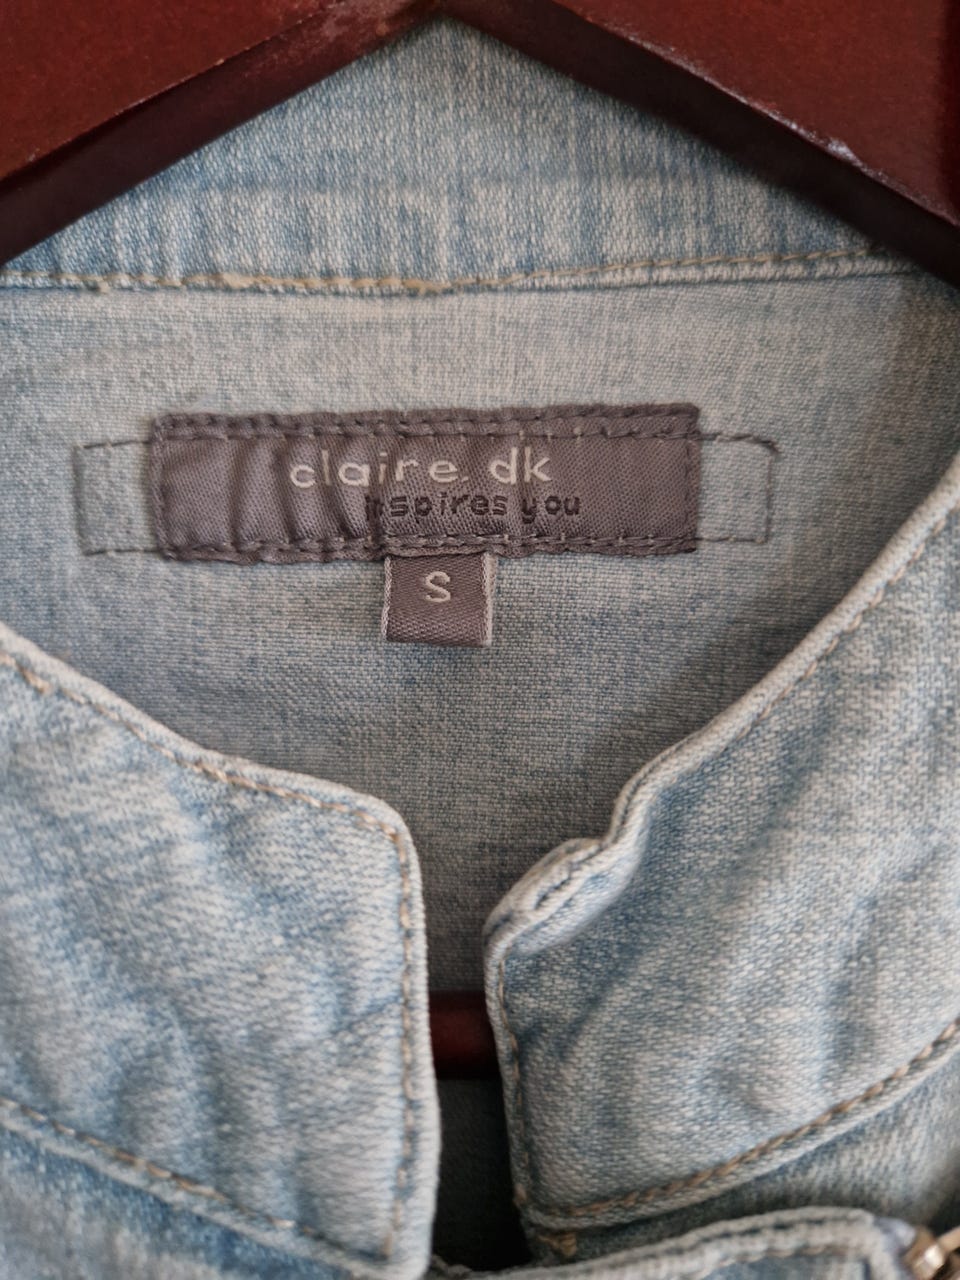 claire. dk
inspires you
S